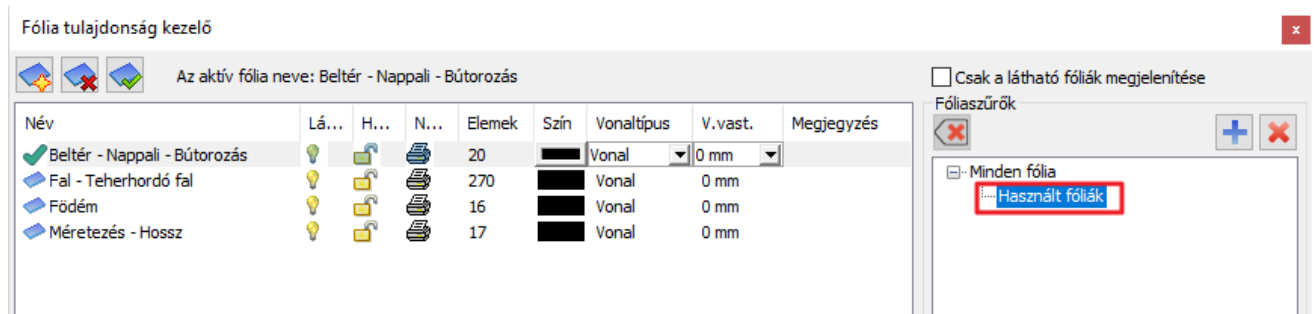 Fólia tulajdonság kezelő
x
Az aktív fólia neve: Beltér - Nappali - Bútorozás
Csak a látható fóliák megjelenítése
Fóliaszűrők
Név Lá... H... N... Elemek Szín Vonaltípus V.vast. Megjegyzés
Beltér - Nappali - Bútorozás 20 Vonal 0 mm
Fal - Teherhordó fal 270 Vonal 0 mm
Födém 16 Vonal 0 mm
Méretezés - Hossz 17 Vonal 0 mm
Minden fólia
Használt fóliák